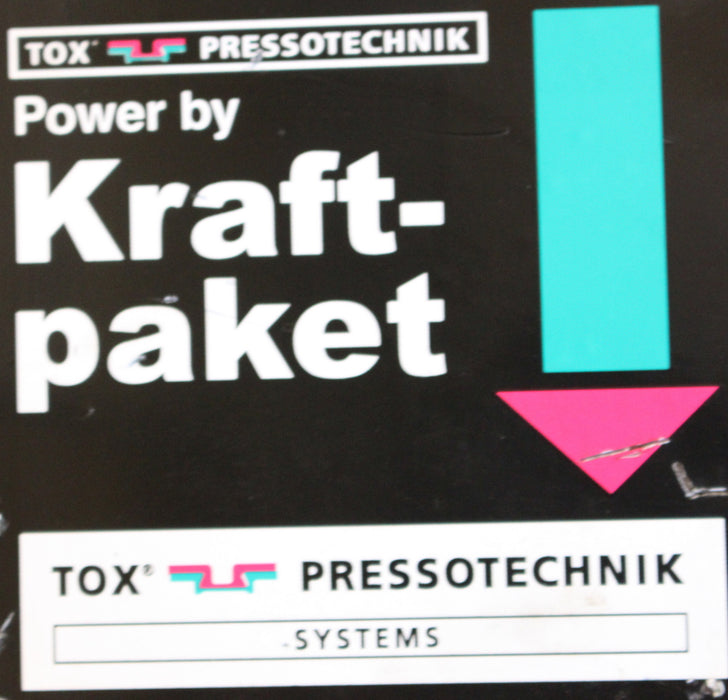 TOX® PRESSOTECHNIK
Power by
Kraft-
paket
TOX® PRESSOTECHNIK
SYSTEMS